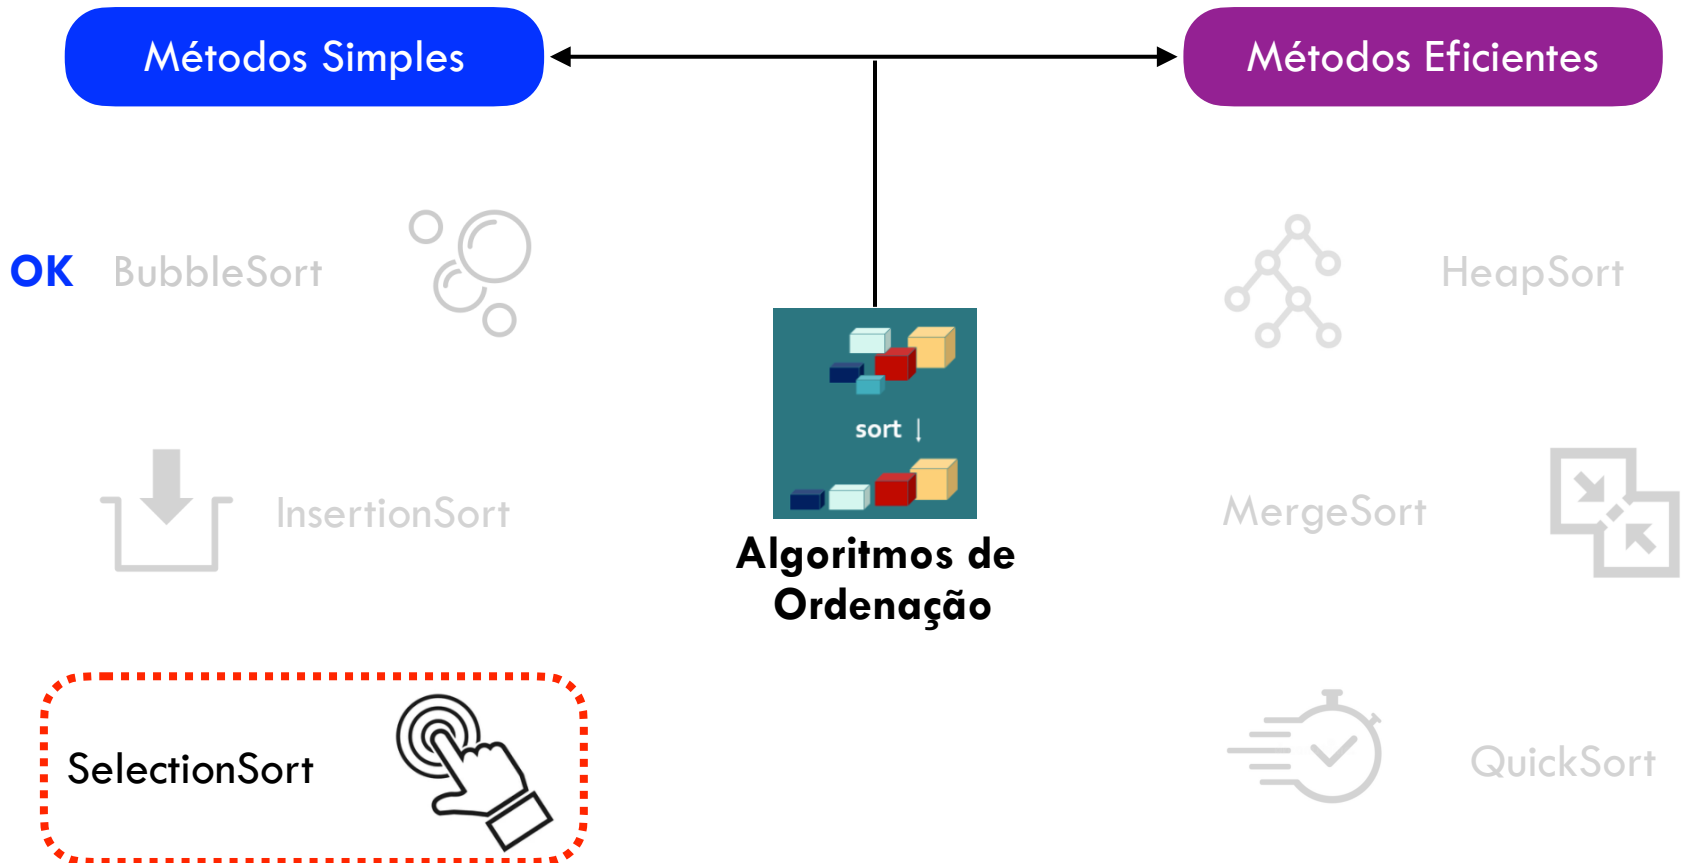 Métodos Simples
Métodos Eficientes
OK BubbleSort
HeapSort
sort
InsertionSort
MergeSort
Algoritmos de
Ordenação
SelectionSort
QuickSort